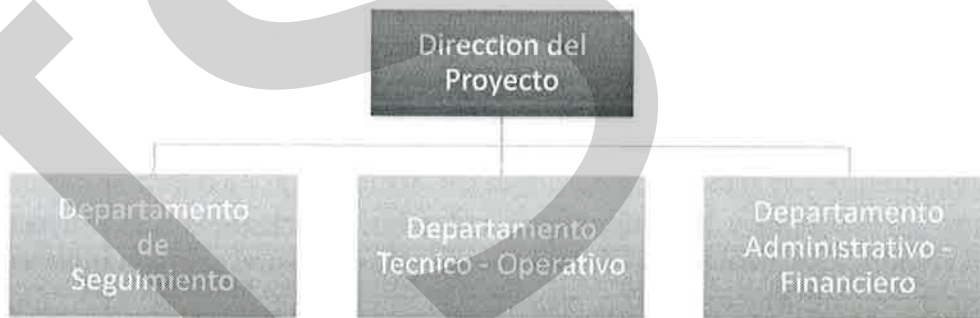 Direccion del
Proyecto
Departamento
de
Seguimiento
Departamento
Tecnico - Operativo
Departamento
Administrativo -
Financiero